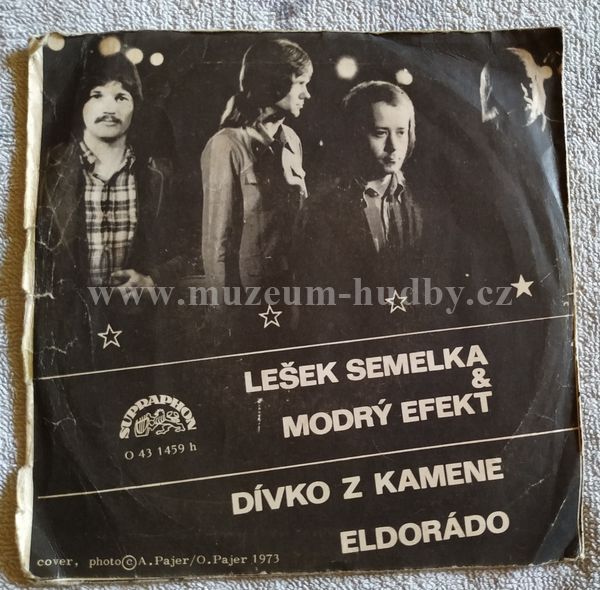 www.muzeum-hudby.cz
LEŠEK SEMELKA
&
MODRÝ EFEKT
SUPRAPHON
O 43 1459 h
DÍVKO Z KAMENE
ELDORÁDO
cover, photo © A.Pajer/O.Pajer 1973